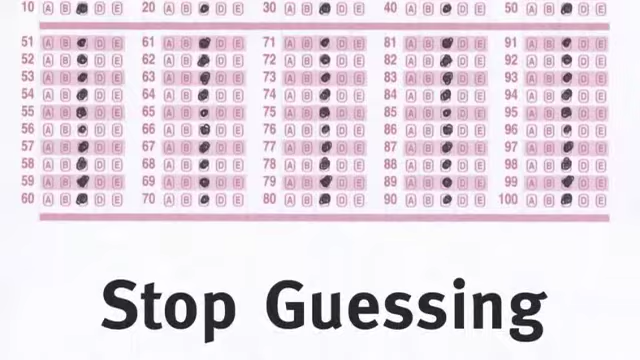 10 A B D E 20 A B D E 30 A B D E 40 A B D E 50 A B D E
51 A B D E 61 A B D E 71 A B D E 81 A B D E 91 A B D E
52 A B D E 62 A B D E 72 A B D E 82 A B D E 92 A B D E
53 A B D E 63 A B D E 73 A B D E 83 A B D E 93 A B D E
54 A B D E 64 A B D E 74 A B D E 84 A B D E 94 A B D E
55 A B D E 65 A B D E 75 A B D E 85 A B D E 95 A B D E
56 A B D E 66 A B D E 76 A B D E 86 A B D E 96 A B D E
57 A B D E 67 A B D E 77 A B D E 87 A B D E 97 A B D E
58 A B D E 68 A B D E 78 A B D E 88 A B D E 98 A B D E
59 A B D E 69 A B D E 79 A B D E 89 A B D E 99 A B D E
60 A B D E 70 A B D E 80 A B D E 90 A B D E 100 A B D E
Stop Guessing